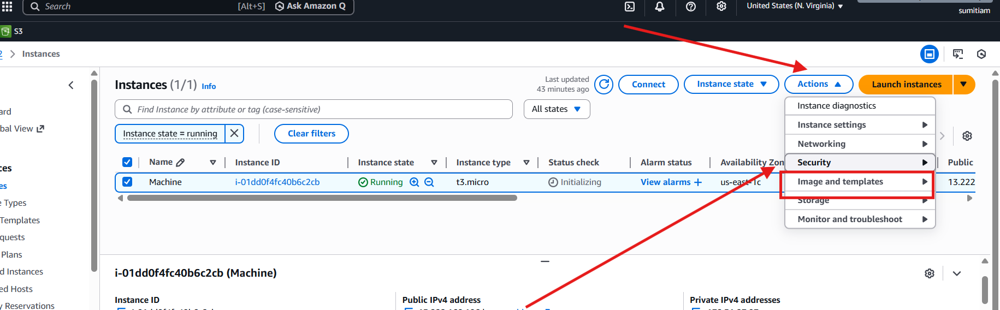 Search [Alt+S] Ask Amazon Q United States (N. Virginia)
sumitiam
S3
2 Instances
Instances (1/1) Info
Last updated
43 minutes ago
Connect Instance state Actions Launch instances
Find Instance by attribute or tag (case-sensitive) All states
Instance state = running Clear filters
Instance diagnostics
Instance settings
Networking
Security
Image and templates
Storage
Monitor and troubleshoot
Name Instance ID Instance state Instance type Status check Alarm status Availability Zon Public
Machine i-01dd0f4fc40b6c2cb Running t3.micro Initializing View alarms + us-east-1c 13.222
ard
bal View
ces
es
e Types
Templates
quests
Plans
d Instances
ed Hosts
y Reservations
i-01dd0f4fc40b6c2cb (Machine)
Instance ID Public IPv4 address Private IPv4 addresses